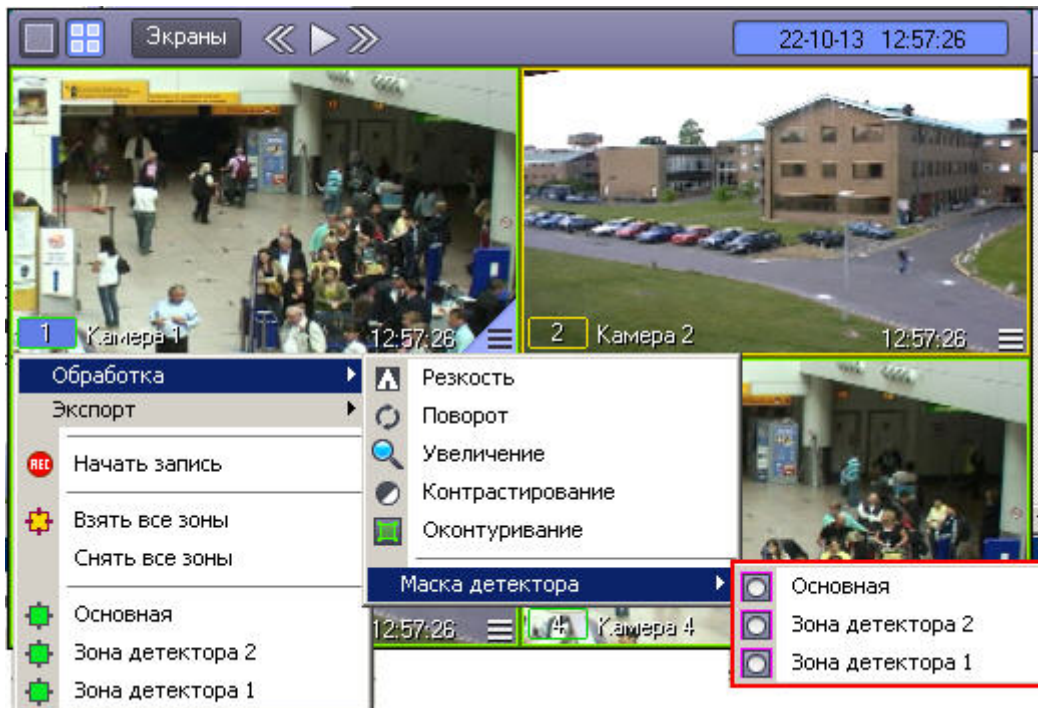 Экраны
22-10-13 12:57:26
1 Камера 1 12:57:26
2 Камера 2 12:57:26
Обработка
Экспорт
REC Начать запись
Взять все зоны
Снять все зоны
Основная
Зона детектора 2
Зона детектора 1
Резкость
Поворот
Увеличение
Контрастирование
Оконтуривание
Маска детектора
Основная
Зона детектора 2
Зона детектора 1
12:57:26
4 Камера 4